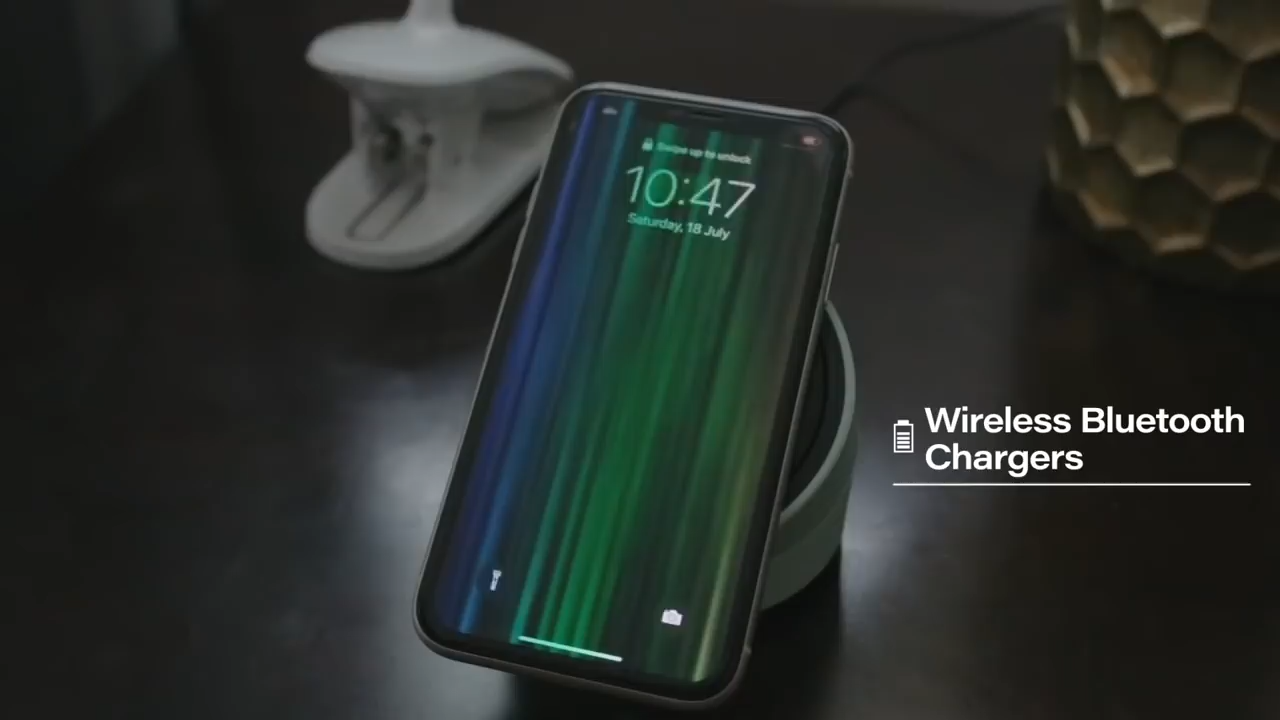 Swipe up to unlock
10:47
Saturday, 18 July
Wireless Bluetooth
Chargers